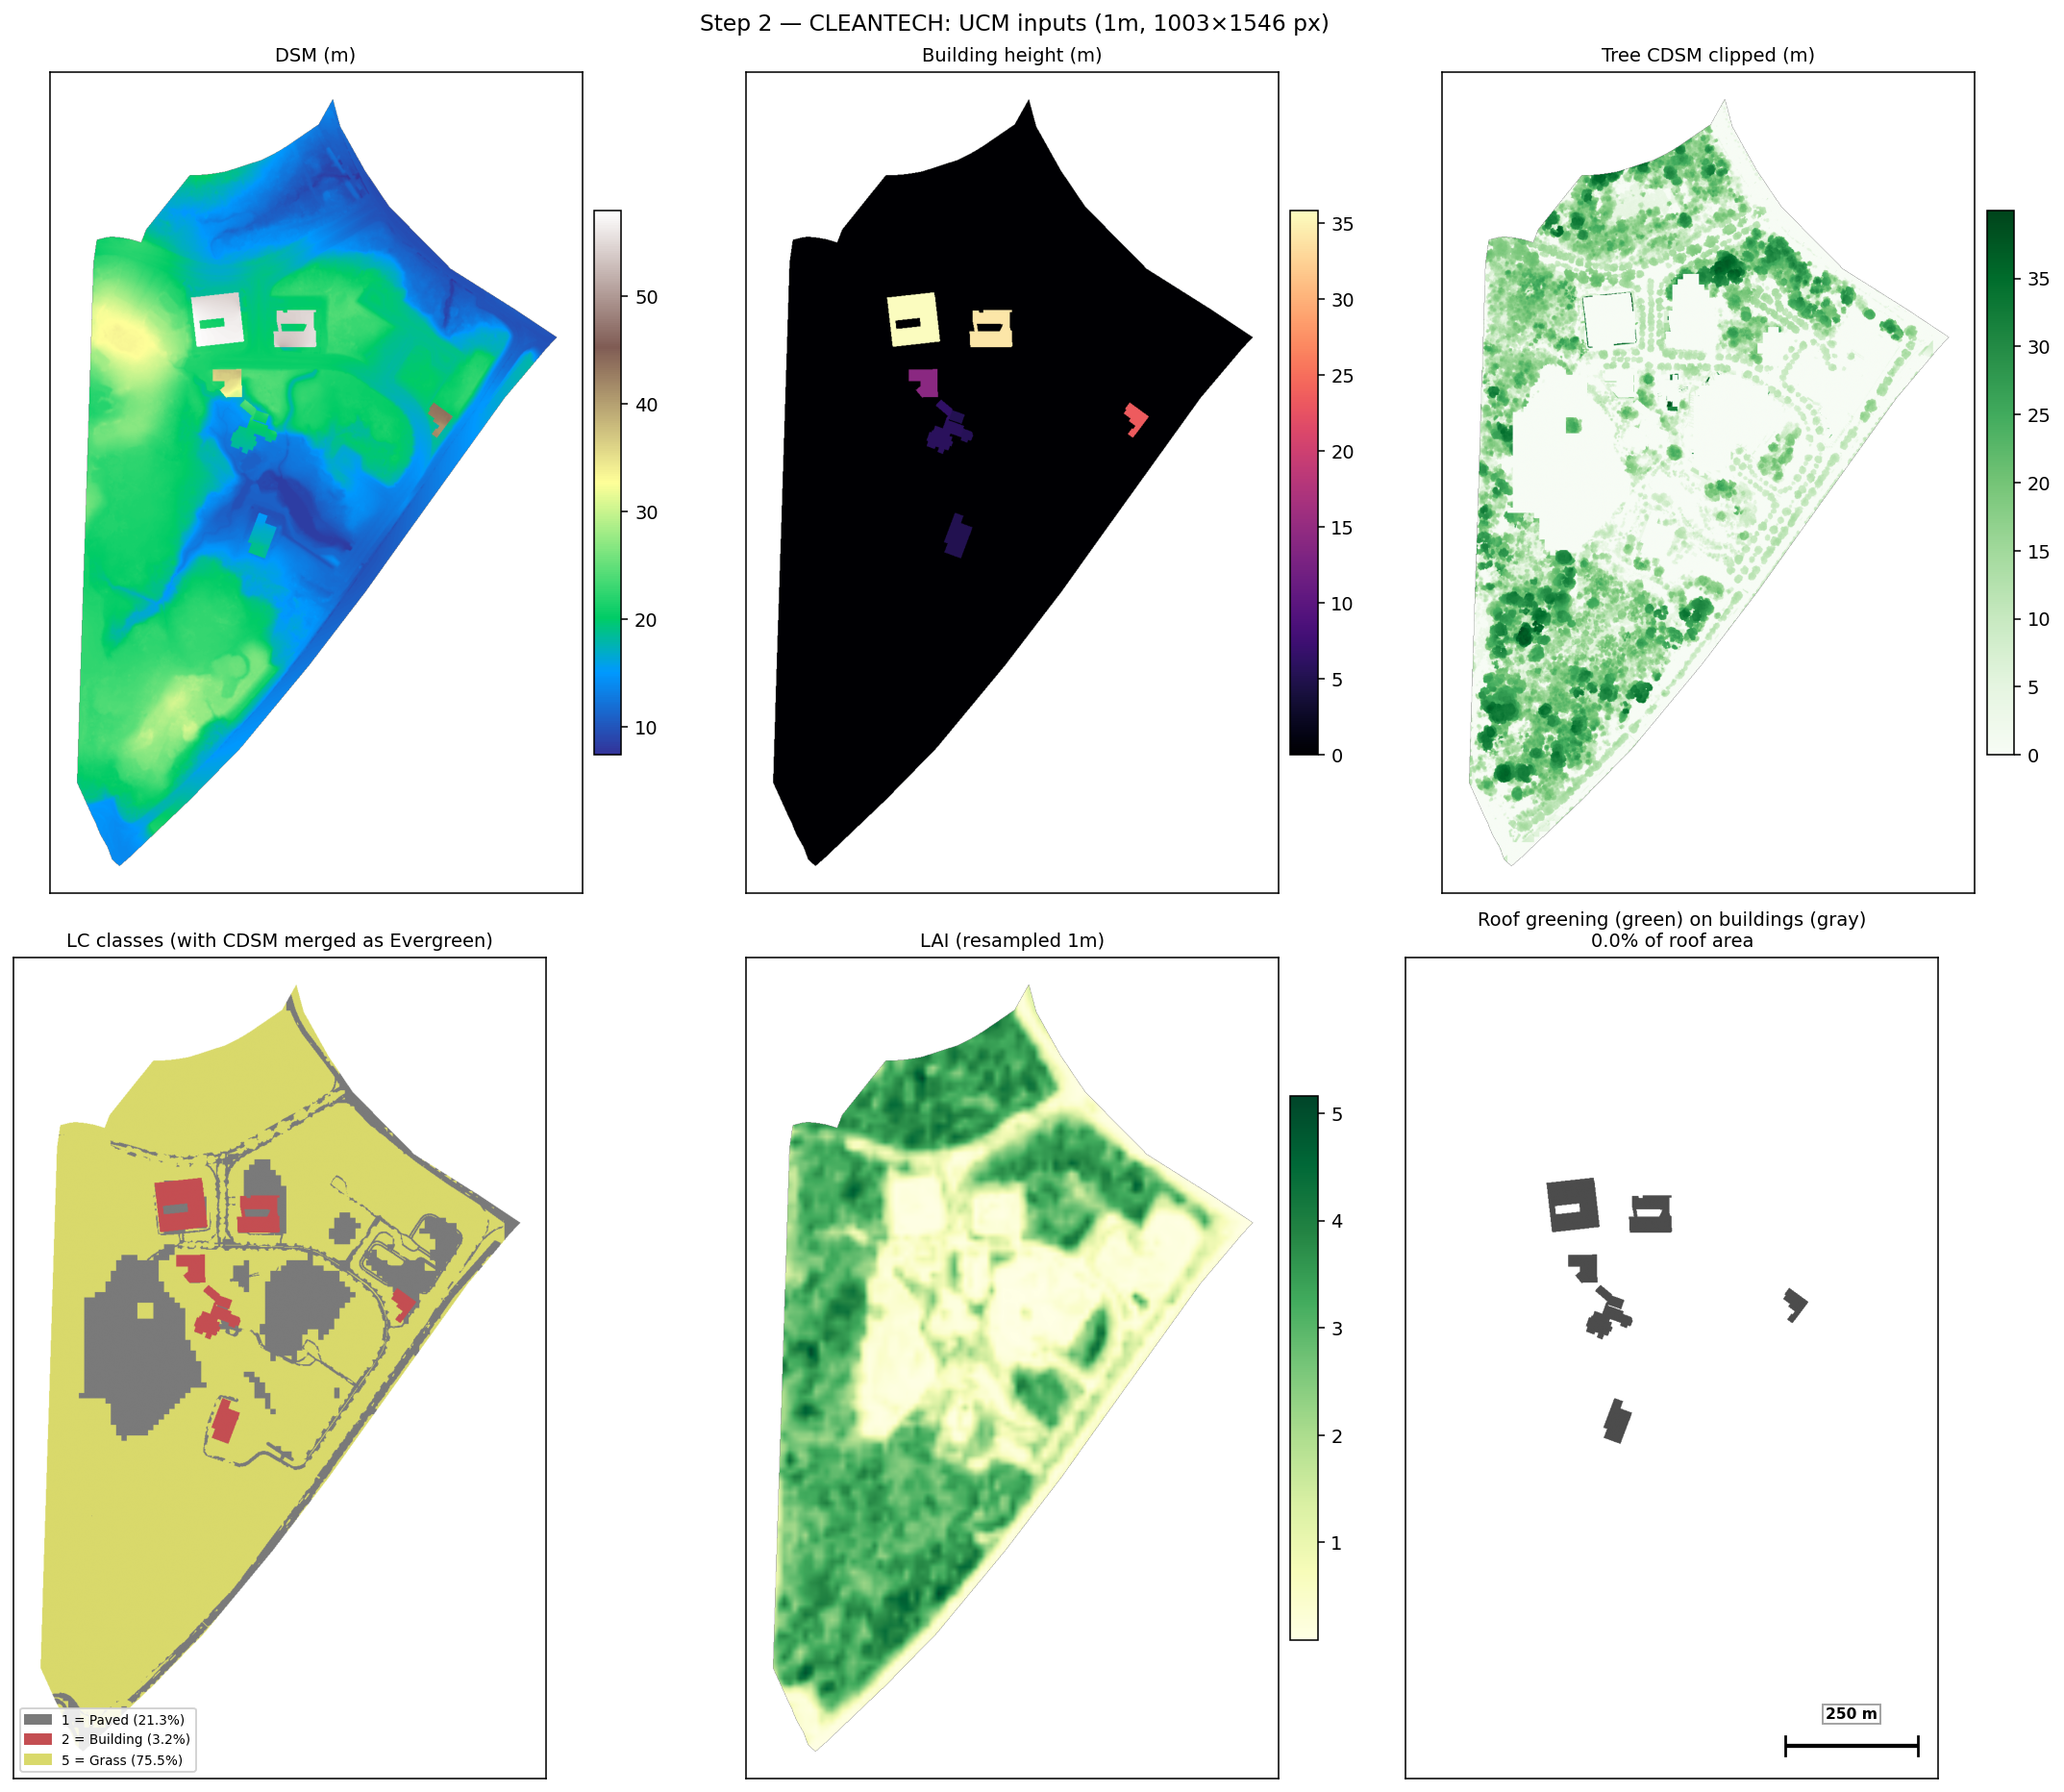 Step 2 — CLEANTECH: UCM inputs (1m, 1003×1546 px)
DSM (m)
50
40
30
20
10
Building height (m)
35
30
25
20
15
10
5
0
Tree CDSM clipped (m)
35
30
25
20
15
10
5
0
LC classes (with CDSM merged as Evergreen)
1 = Paved (21.3%)
2 = Building (3.2%)
5 = Grass (75.5%)
LAI (resampled 1m)
5
4
3
2
1
Roof greening (green) on buildings (gray)
0.0% of roof area
250 m